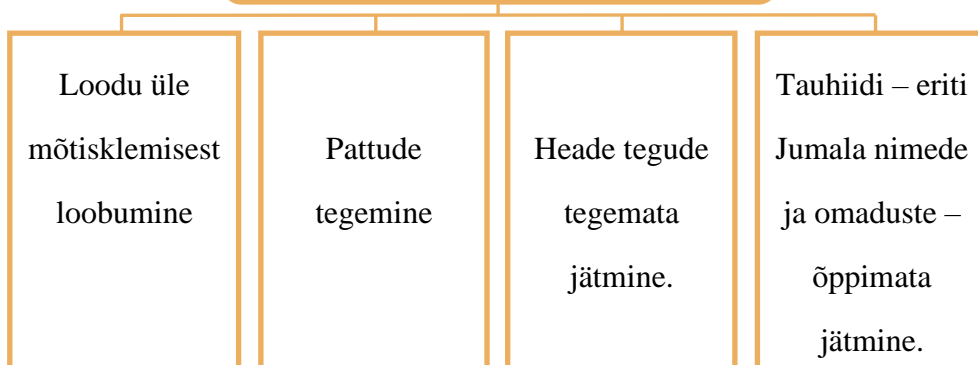 Loodu üle
mõtisklemisest
loobumine
Pattude
tegemine
Heade tegude
tegemata
jätmine.
Tauhiidi – eriti
Jumala nimede
ja omaduste –
õppimata
jätmine.